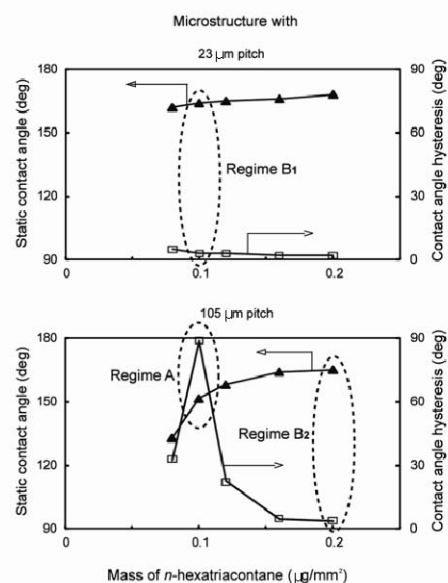 Microstructure with
23 μm pitch
180 90
150 60
120 30
90 0
0 0.1 0.2
Static contact angle (deg)
Contact angle hysteresis (deg)
Regime B1
105 μm pitch
180 90
150 60
120 30
90 0
0 0.1 0.2
Static contact angle (deg)
Contact angle hysteresis (deg)
Regime A
Regime B2
Mass of n-hexatriacontane (μg/mm²)